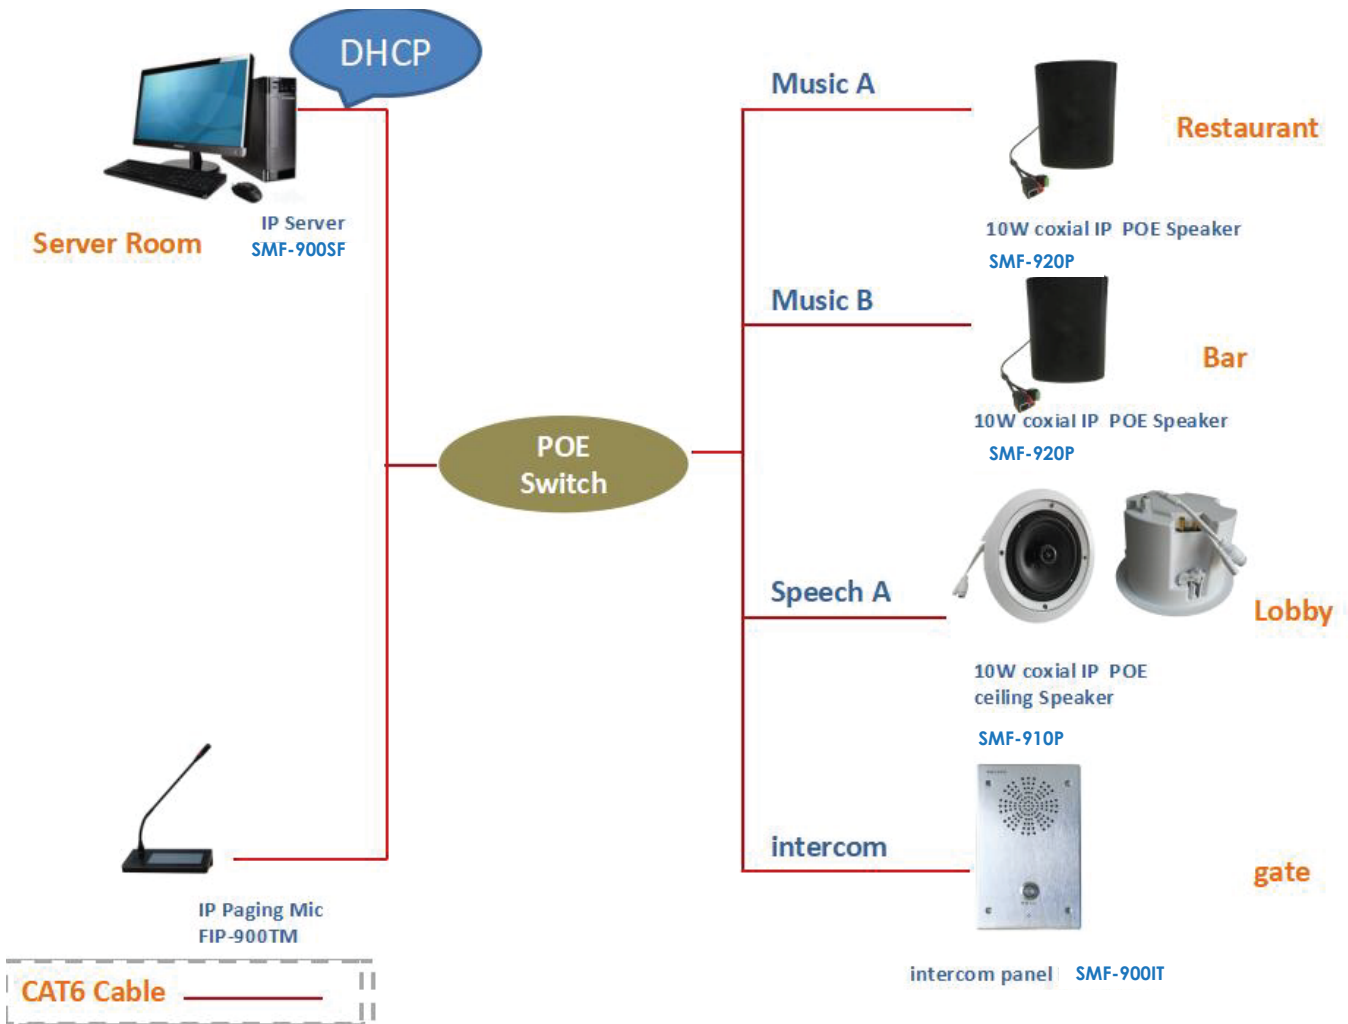 DHCP
IP Server
SMF-900SF
Server Room
Music A
Restaurant
10W coxial IP POE Speaker
SMF-920P
Music B
Bar
10W coxial IP POE Speaker
SMF-920P
POE
Switch
Speech A
Lobby
10W coxial IP POE
ceiling Speaker
SMF-910P
intercom
gate
intercom panel SMF-900IT
IP Paging Mic
FIP-900TM
CAT6 Cable